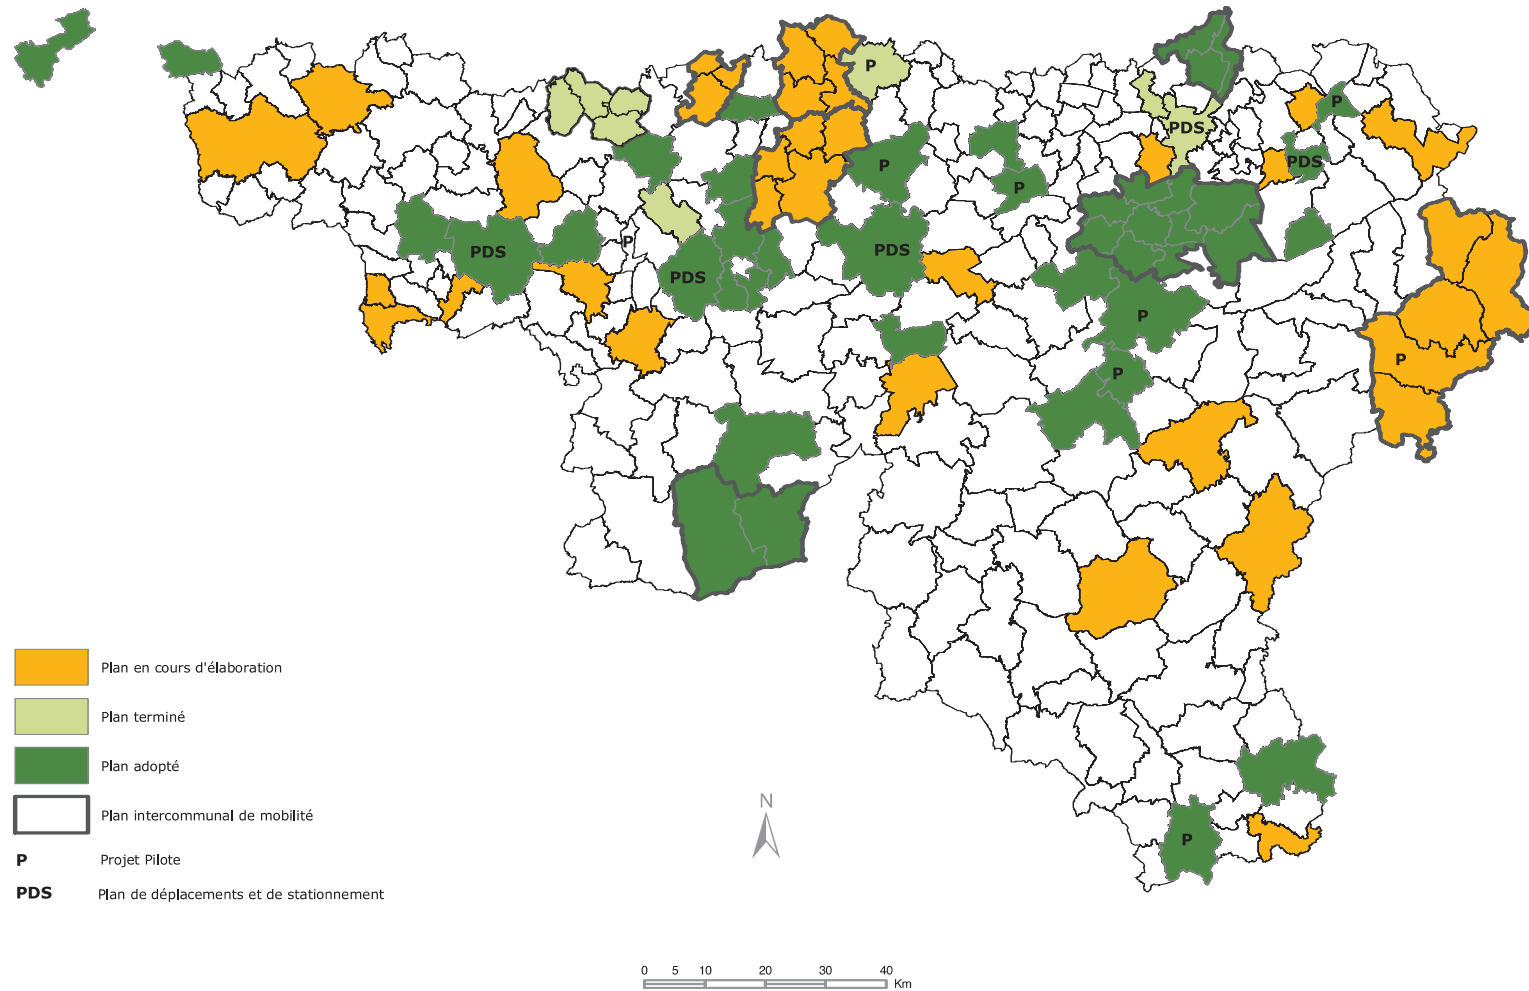 P
P
PDS
P
PDS
P
P
PDS
PDS
PDS
P
P
P
P
Plan en cours d'élaboration
Plan terminé
Plan adopté
Plan intercommunal de mobilité
P Projet Pilote
PDS Plan de déplacements et de stationnement
N
P
0 5 10 20 30 40
Km